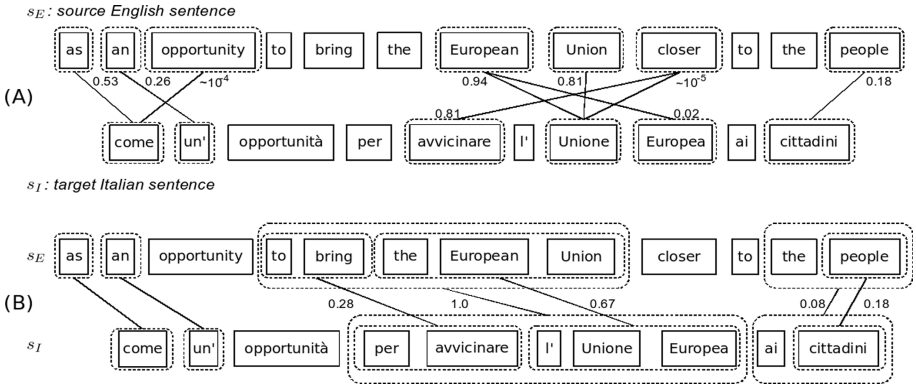 s_E : source English sentence
as an opportunity to bring the European Union closer to the people
0.53 0.26 ~10^-4 0.94 0.81 ~10^-5 0.18
(A)
0.81 0.02
come un' opportunità per avvicinare l' Unione Europea ai cittadini
s_I : target Italian sentence
s_E as an opportunity to bring the European Union closer to the people
(B) 0.28 1.0 0.67 0.08 0.18
s_I come un' opportunità per avvicinare l' Unione Europea ai cittadini